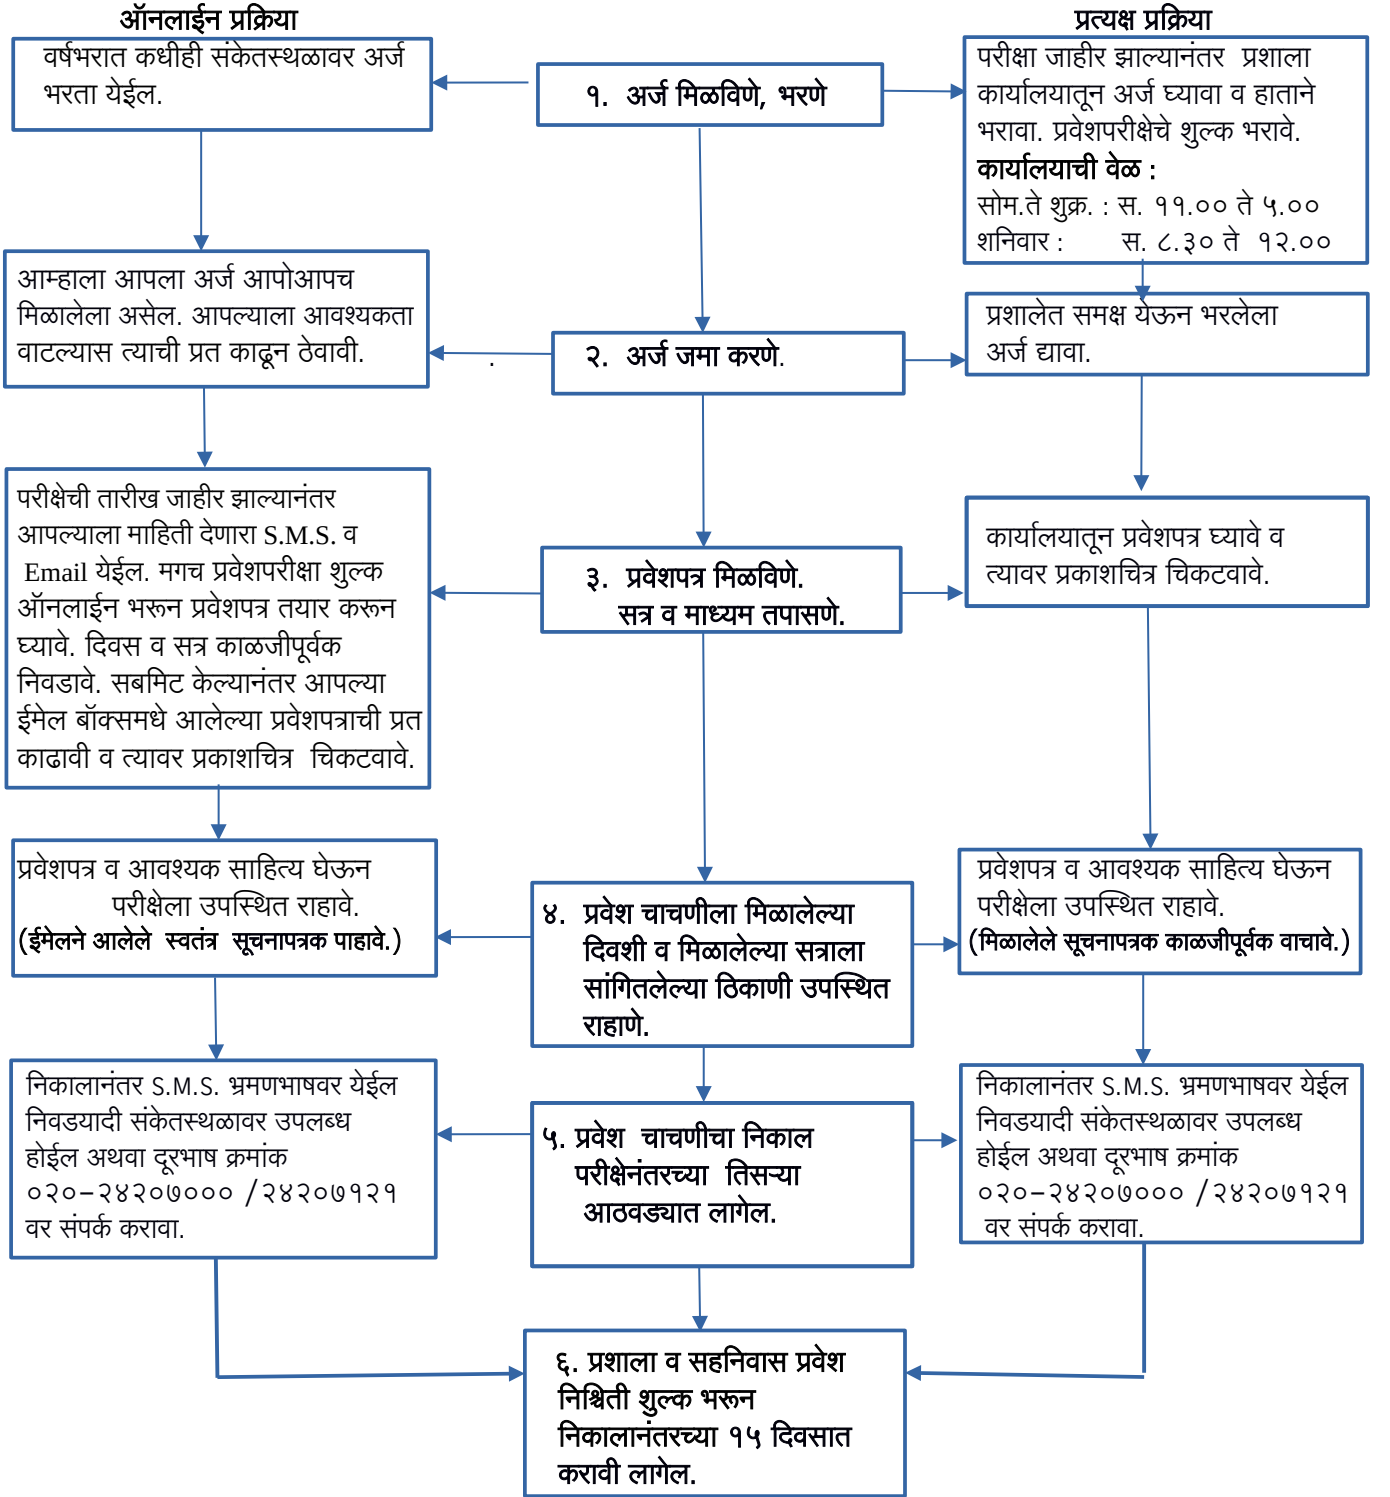 ऑनलाईन प्रक्रिया
प्रत्यक्ष प्रक्रिया
वर्षभरात कधीही संकेतस्थळावर अर्ज
भरता येईल.
१. अर्ज मिळविणे, भरणे
परीक्षा जाहीर झाल्यानंतर प्रशाला
कार्यालयातून अर्ज घ्यावा व हाताने
भरावा. प्रवेशपरीक्षेचे शुल्क भरावे.
कार्यालयाची वेळ :
सोम.ते शुक्र. : स. ११.०० ते ५.००
शनिवार : स. ८.३० ते १२.००
आम्हाला आपला अर्ज आपोआपच
मिळालेला असेल. आपल्याला आवश्यकता
वाटल्यास त्याची प्रत काढून ठेवावी.
.
२. अर्ज जमा करणे.
प्रशालेत समक्ष येऊन भरलेला
अर्ज द्यावा.
परीक्षेची तारीख जाहीर झाल्यानंतर
आपल्याला माहिती देणारा S.M.S. व
Email येईल. मगच प्रवेशपरीक्षा शुल्क
ऑनलाईन भरून प्रवेशपत्र तयार करून
घ्यावे. दिवस व सत्र काळजीपूर्वक
निवडावे. सबमिट केल्यानंतर आपल्या
ईमेल बॉक्समधे आलेल्या प्रवेशपत्राची प्रत
काढावी व त्यावर प्रकाशचित्र चिकटवावे.
३. प्रवेशपत्र मिळविणे.
सत्र व माध्यम तपासणे.
कार्यालयातून प्रवेशपत्र घ्यावे व
त्यावर प्रकाशचित्र चिकटवावे.
प्रवेशपत्र व आवश्यक साहित्य घेऊन
परीक्षेला उपस्थित राहावे.
(ईमेलने आलेले स्वतंत्र सूचनापत्रक पाहावे.)
४. प्रवेश चाचणीला मिळालेल्या
दिवशी व मिळालेल्या सत्राला
सांगितलेल्या ठिकाणी उपस्थित
राहाणे.
प्रवेशपत्र व आवश्यक साहित्य घेऊन
परीक्षेला उपस्थित राहावे.
(मिळालेले सूचनापत्रक काळजीपूर्वक वाचावे.)
निकालानंतर S.M.S. भ्रमणभाषवर येईल
निवडयादी संकेतस्थळावर उपलब्ध
होईल अथवा दूरभाष क्रमांक
०२०-२४२०७००० /२४२०७१२१
वर संपर्क करावा.
५. प्रवेश चाचणीचा निकाल
परीक्षेनंतरच्या तिसऱ्या
आठवड्यात लागेल.
निकालानंतर S.M.S. भ्रमणभाषवर येईल
निवडयादी संकेतस्थळावर उपलब्ध
होईल अथवा दूरभाष क्रमांक
०२०-२४२०७००० /२४२०७१२१
वर संपर्क करावा.
६. प्रशाला व सहनिवास प्रवेश
निश्चिती शुल्क भरून
निकालानंतरच्या १५ दिवसात
करावी लागेल.